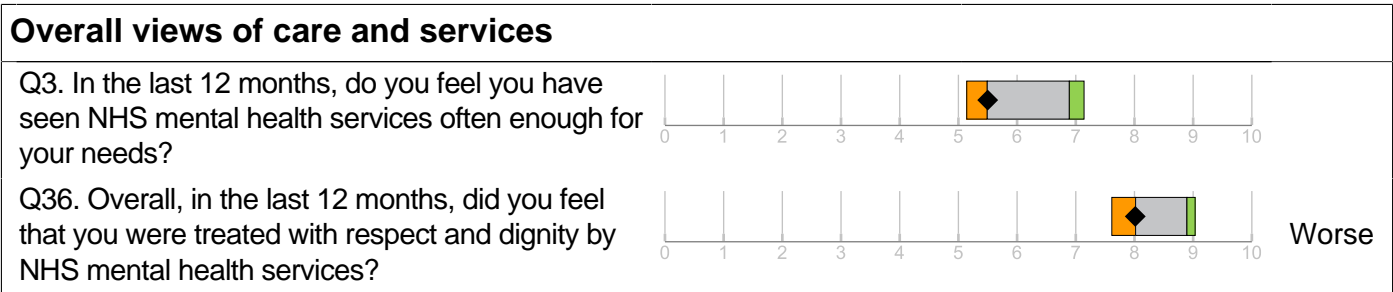 Overall views of care and services
Q3. In the last 12 months, do you feel you have
seen NHS mental health services often enough for
your needs?
0 1 2 3 4 5 6 7 8 9 10
Q36. Overall, in the last 12 months, did you feel
that you were treated with respect and dignity by
NHS mental health services?
0 1 2 3 4 5 6 7 8 9 10
Worse